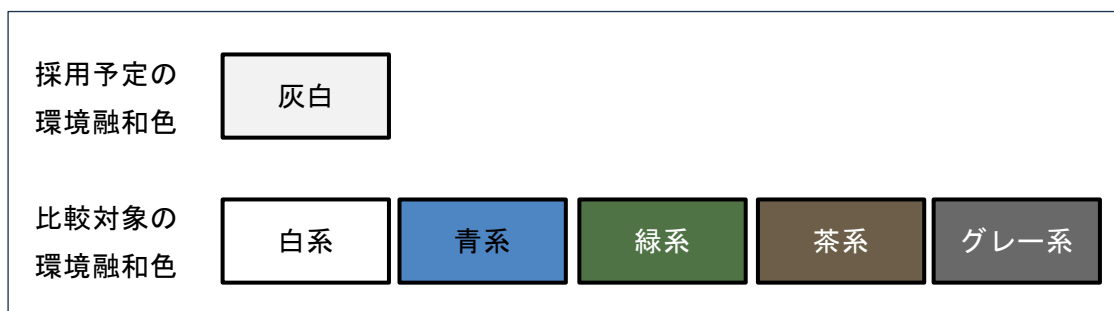 採用予定の
環境融和色
灰白
比較対象の
環境融和色
白系
青系
緑系
茶系
グレー系